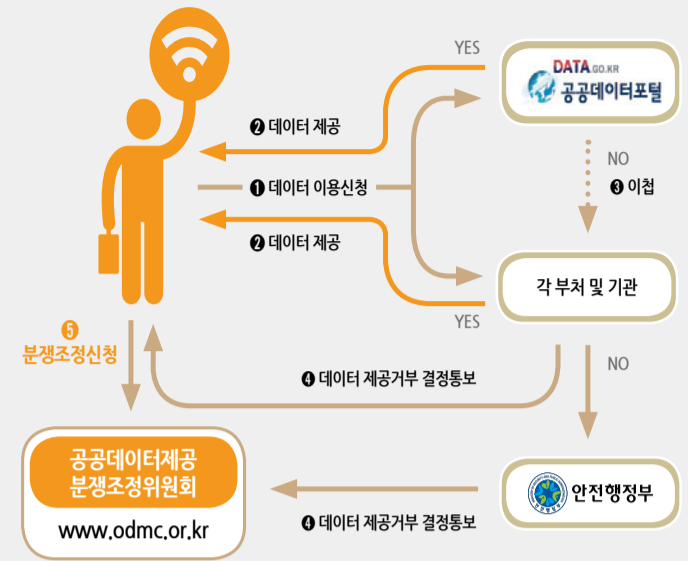 YES
DATA.GO.KR
공공데이터포털
❷ 데이터 제공
NO
❸ 이첩
❶ 데이터 이용신청
❷ 데이터 제공
각 부처 및 기관
YES
❺
분쟁조정신청
NO
❹ 데이터 제공거부 결정통보
공공데이터제공
분쟁조정위원회
www.odmc.or.kr
안전행정부
❹ 데이터 제공거부 결정통보